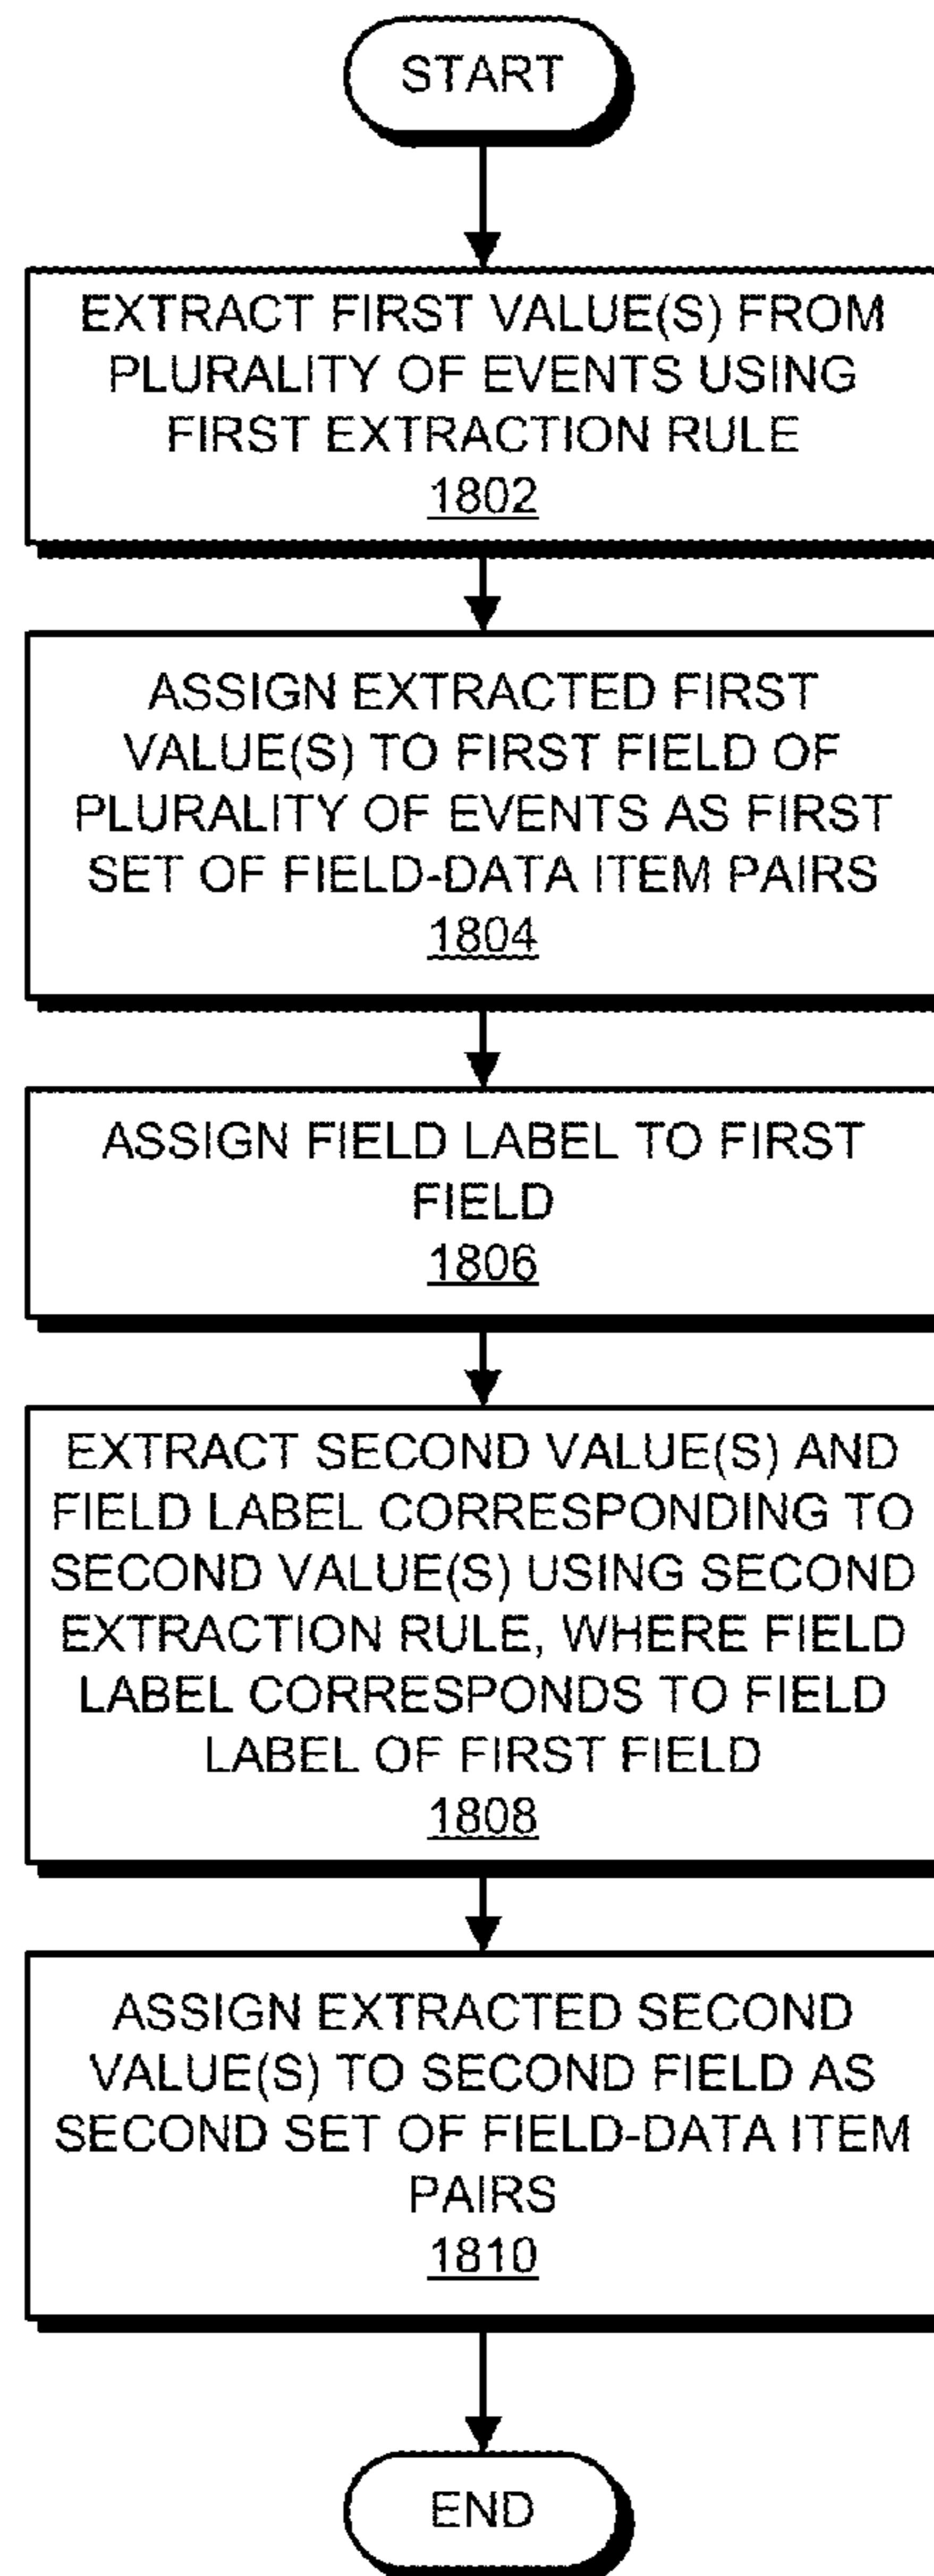 START
EXTRACT FIRST VALUE(S) FROM
PLURALITY OF EVENTS USING
FIRST EXTRACTION RULE
1802
ASSIGN EXTRACTED FIRST
VALUE(S) TO FIRST FIELD OF
PLURALITY OF EVENTS AS FIRST
SET OF FIELD-DATA ITEM PAIRS
1804
ASSIGN FIELD LABEL TO FIRST
FIELD
1806
EXTRACT SECOND VALUE(S) AND
FIELD LABEL CORRESPONDING TO
SECOND VALUE(S) USING SECOND
EXTRACTION RULE, WHERE FIELD
LABEL CORRESPONDS TO FIELD
LABEL OF FIRST FIELD
1808
ASSIGN EXTRACTED SECOND
VALUE(S) TO SECOND FIELD AS
SECOND SET OF FIELD-DATA ITEM
PAIRS
1810
END